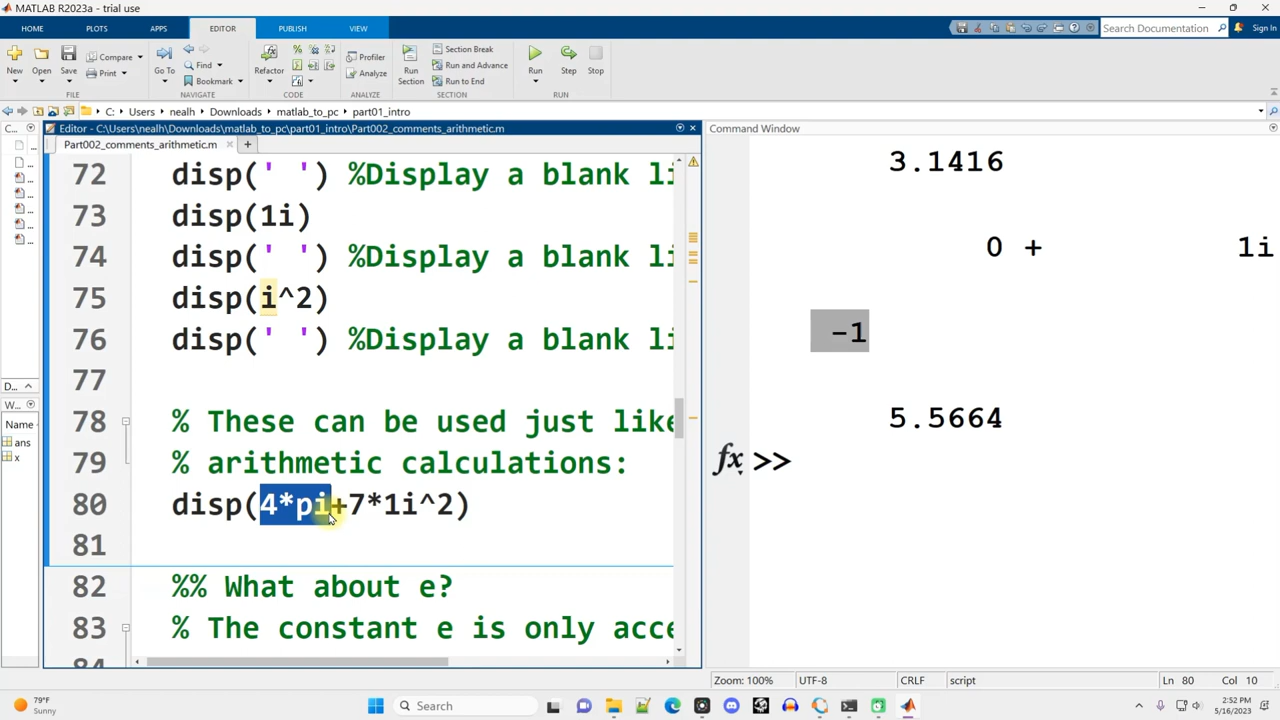 MATLAB R2023a - trial use
HOME PLOTS APPS EDITOR PUBLISH VIEW Search Documentation Sign In
New Open Save Compare Print Go To Find Bookmark Refactor Profiler Analyze Run Section Section Break Run and Advance Run to End Run Step Stop
FILE NAVIGATE CODE ANALYZE SECTION RUN
C: Users nealh Downloads matlab_to_pc part01_intro
C... Editor - C:\Users\nealh\Downloads\matlab_to_pc\part01_intro\Part002_comments_arithmetic.m Command Window
Part002_comments_arithmetic.m +
72 disp(' ') %Display a blank li
73 disp(1i)
74 disp(' ') %Display a blank li
75 disp(i^2)
76 disp(' ') %Display a blank li
77
78 % These can be used just like
79 % arithmetic calculations:
80 disp(4*pi+7*1i^2)
81
82 %% What about e?
83 % The constant e is only acce
84
D...
W...
Name
ans
x
3.1416
0 + 1i
-1
5.5664
fx >>
Zoom: 100% UTF-8 CRLF script Ln 80 Col 10
79°F
Sunny
Search
2:52 PM
5/16/2023